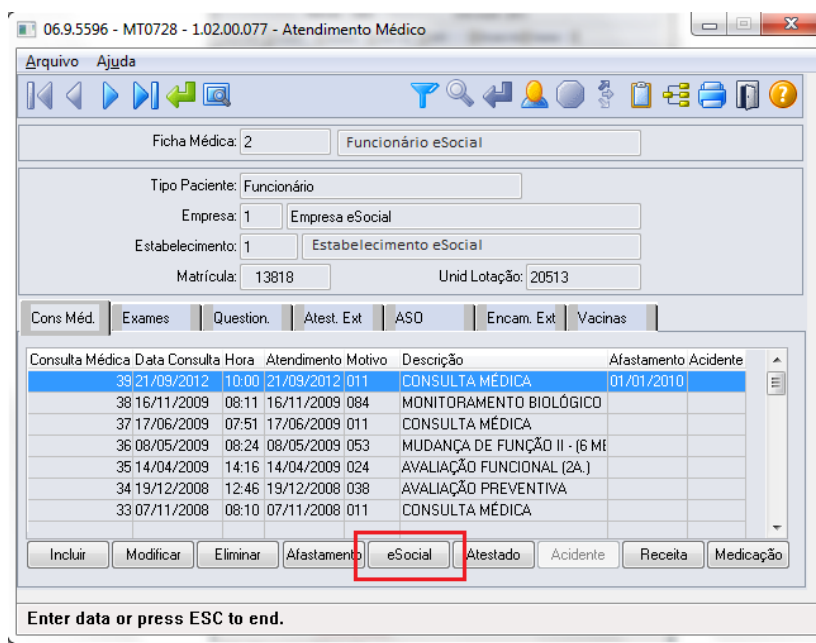 06.9.5596 - MT0728 - 1.02.00.077 - Atendimento Médico
Arquivo Ajuda
Ficha Médica: 2 Funcionário eSocial
Tipo Paciente: Funcionário
Empresa: 1 Empresa eSocial
Estabelecimento: 1 Estabelecimento eSocial
Matrícula: 13818 Unid Lotação: 20513
Cons Méd. Exames Question. Atest. Ext ASO Encam. Ext Vacinas
Consulta Médica Data Consulta Hora Atendimento Motivo Descrição Afastamento Acidente
39 21/09/2012 10:00 21/09/2012 011 CONSULTA MÉDICA 01/01/2010
38 16/11/2009 08:11 16/11/2009 084 MONITORAMENTO BIOLÓGICO
37 17/06/2009 07:51 17/06/2009 011 CONSULTA MÉDICA
36 08/05/2009 08:24 08/05/2009 053 MUDANÇA DE FUNÇÃO II - (6 ME
35 14/04/2009 14:16 14/04/2009 024 AVALIAÇÃO FUNCIONAL (2A.)
34 19/12/2008 12:46 19/12/2008 038 AVALIAÇÃO PREVENTIVA
33 07/11/2008 08:10 07/11/2008 011 CONSULTA MÉDICA
Incluir Modificar Eliminar Afastamento eSocial Atestado Acidente Receita Medicação
Enter data or press ESC to end.